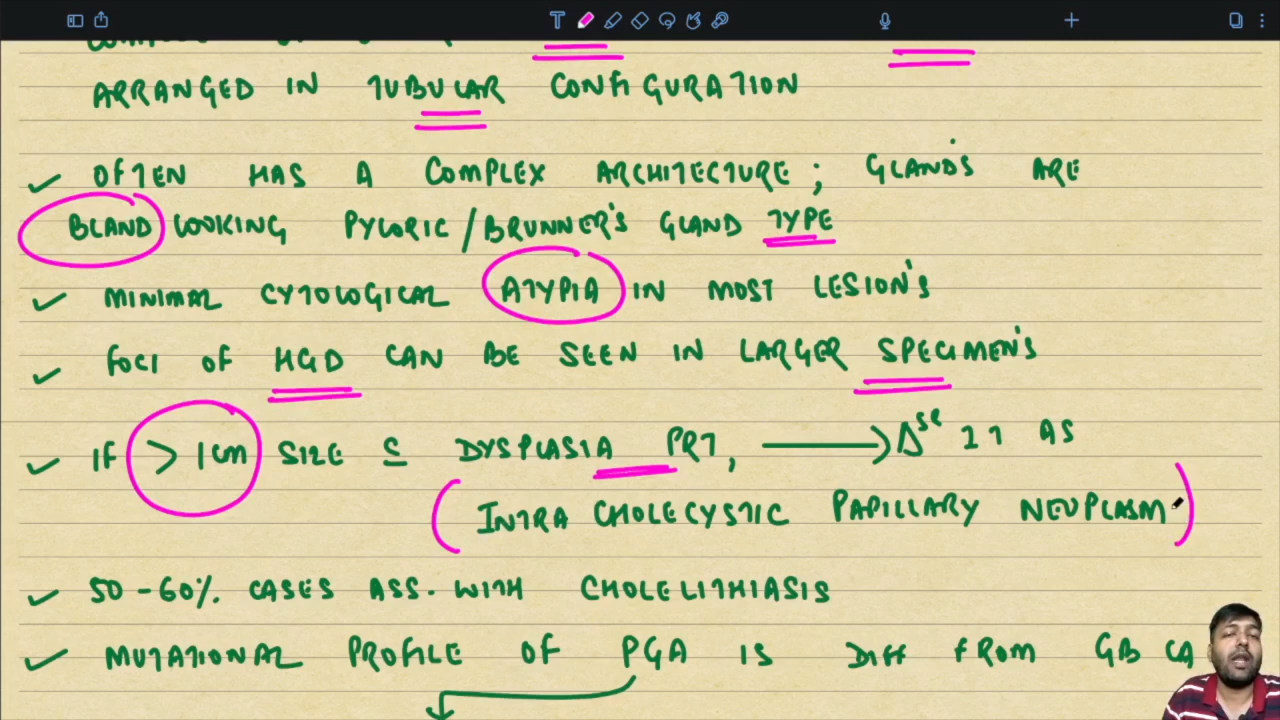 ARRANGED IN TUBULAR CONFIGURATION
OFTEN HAS A COMPLEX ARCHITECTURE; GLANDS ARE
BLAND LOOKING PYLORIC/BRUNNER'S GLAND TYPE
MINIMAL CYTOLOGICAL ATYPIA IN MOST LESION'S
FOCI OF HGD CAN BE SEEN IN LARGER SPECIMEN'S
IF > 1cm SIZE DYSPLASIA PRT, → Δse IT AS
(INTRA CHOLECYSTIC PAPILLARY NEOPLASM)
50-60% CASES ASS. WITH CHOLELITHIASIS
MUTATIONAL PROFILE OF PGA IS DIFF FROM GB CA